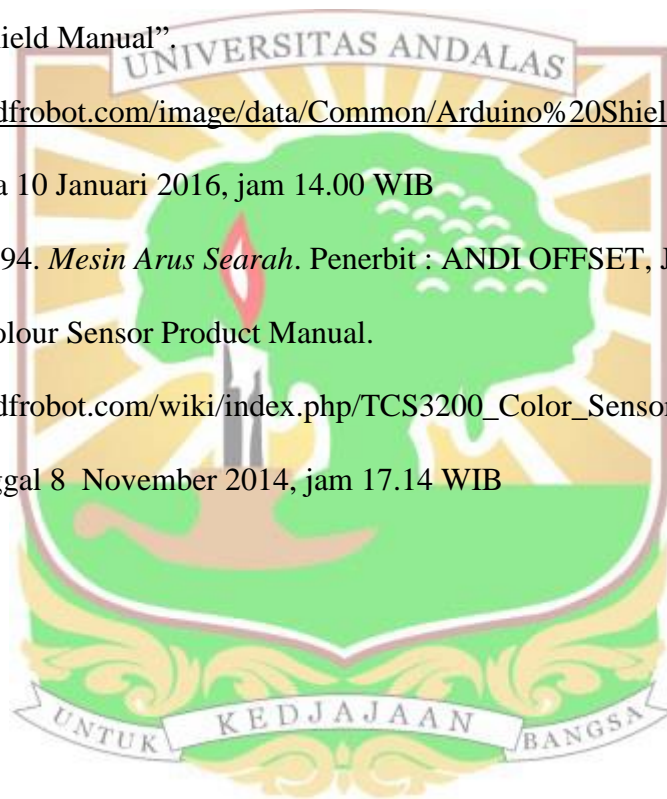 hield Manual”.
UNIVERSITAS ANDALAS
dfrobot.com/image/data/Common/Arduino%20Shiel
a 10 Januari 2016, jam 14.00 WIB
94. Mesin Arus Searah. Penerbit : ANDI OFFSET, J
olour Sensor Product Manual.
dfrobot.com/wiki/index.php/TCS3200_Color_Sensor
ggal 8 November 2014, jam 17.14 WIB
UNTUK KEDJAJAAN BANGSA